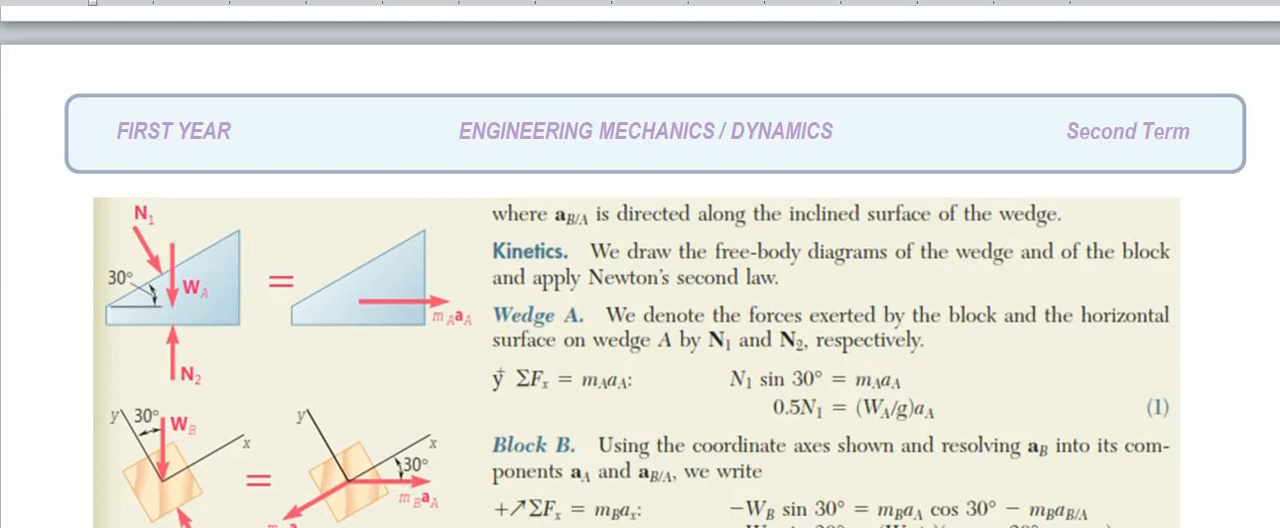 FIRST YEAR ENGINEERING MECHANICS / DYNAMICS Second Term
where aB/A is directed along the inclined surface of the wedge.
Kinetics. We draw the free-body diagrams of the wedge and of the block
and apply Newton's second law.
Wedge A. We denote the forces exerted by the block and the horizontal
surface on wedge A by N1 and N2, respectively.
ẏ ΣFx = mAaA: N1 sin 30° = mAaA
0.5N1 = (WA/g)aA (1)
Block B. Using the coordinate axes shown and resolving aB into its com-
ponents aA and aB/A, we write
+↗ΣFx = mBax: −WB sin 30° = mBaA cos 30° − mBaB/A
N1
30°
WA
=
mAaA
N2
y 30° WB x
=
y x
30°
mBaA